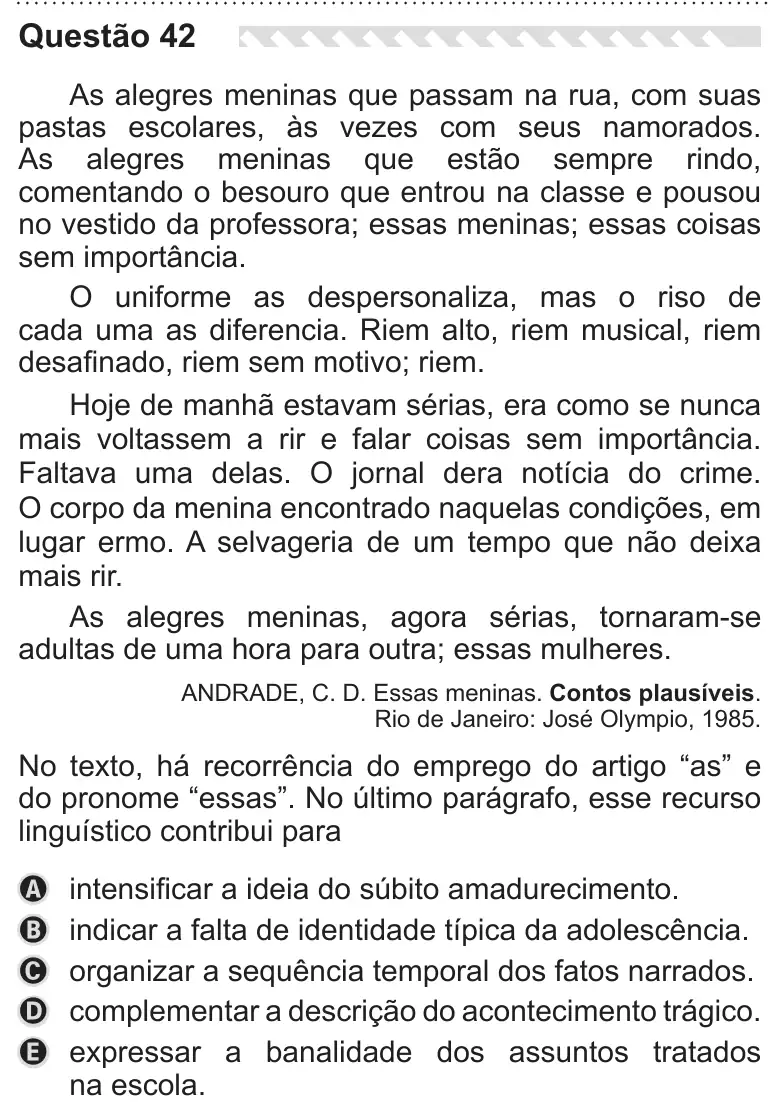 Questão 42
As alegres meninas que passam na rua, com suas
pastas escolares, às vezes com seus namorados.
As alegres meninas que estão sempre rindo,
comentando o besouro que entrou na classe e pousou
no vestido da professora; essas meninas; essas coisas
sem importância.
O uniforme as despersonaliza, mas o riso de
cada uma as diferencia. Riem alto, riem musical, riem
desafinado, riem sem motivo; riem.
Hoje de manhã estavam sérias, era como se nunca
mais voltassem a rir e falar coisas sem importância.
Faltava uma delas. O jornal dera notícia do crime.
O corpo da menina encontrado naquelas condições, em
lugar ermo. A selvageria de um tempo que não deixa
mais rir.
As alegres meninas, agora sérias, tornaram-se
adultas de uma hora para outra; essas mulheres.
ANDRADE, C. D. Essas meninas. Contos plausíveis.
Rio de Janeiro: José Olympio, 1985.
No texto, há recorrência do emprego do artigo “as” e
do pronome “essas”. No último parágrafo, esse recurso
linguístico contribui para
A intensificar a ideia do súbito amadurecimento.
B indicar a falta de identidade típica da adolescência.
C organizar a sequência temporal dos fatos narrados.
D complementar a descrição do acontecimento trágico.
E expressar a banalidade dos assuntos tratados
na escola.